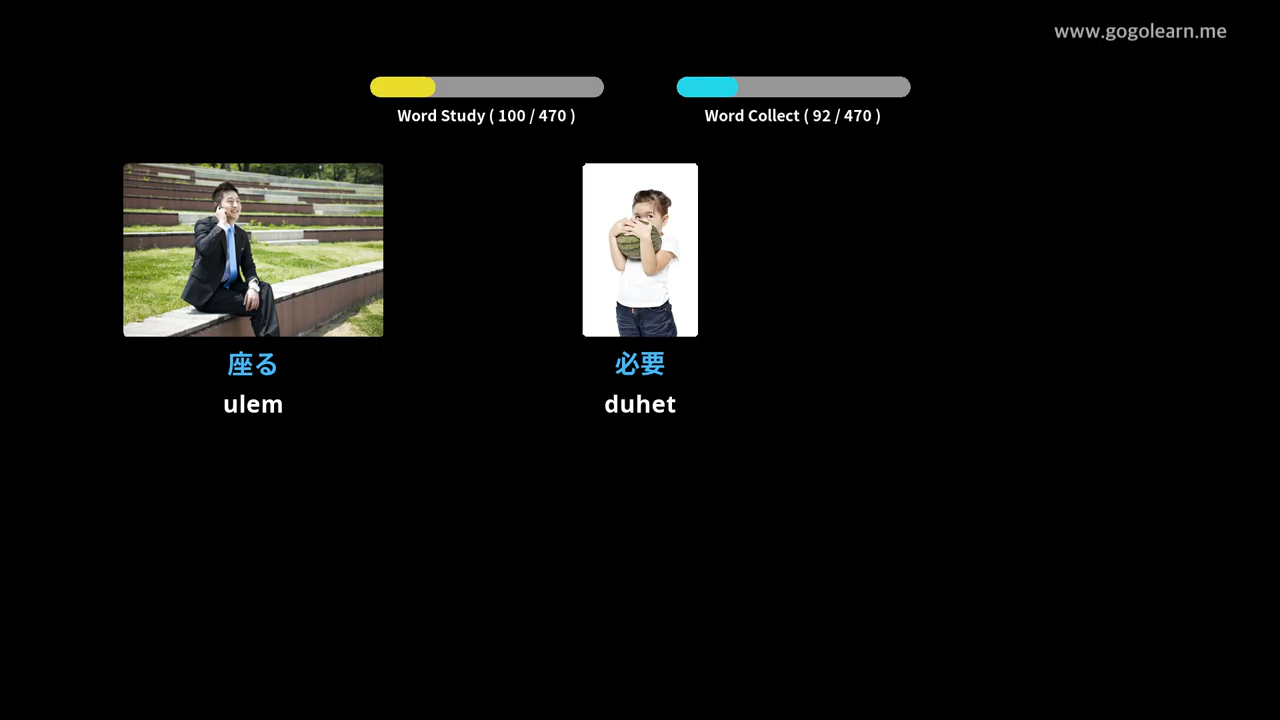 www.gogolearn.me
Word Study ( 100 / 470 )
Word Collect ( 92 / 470 )
座る
ulem
必要
duhet